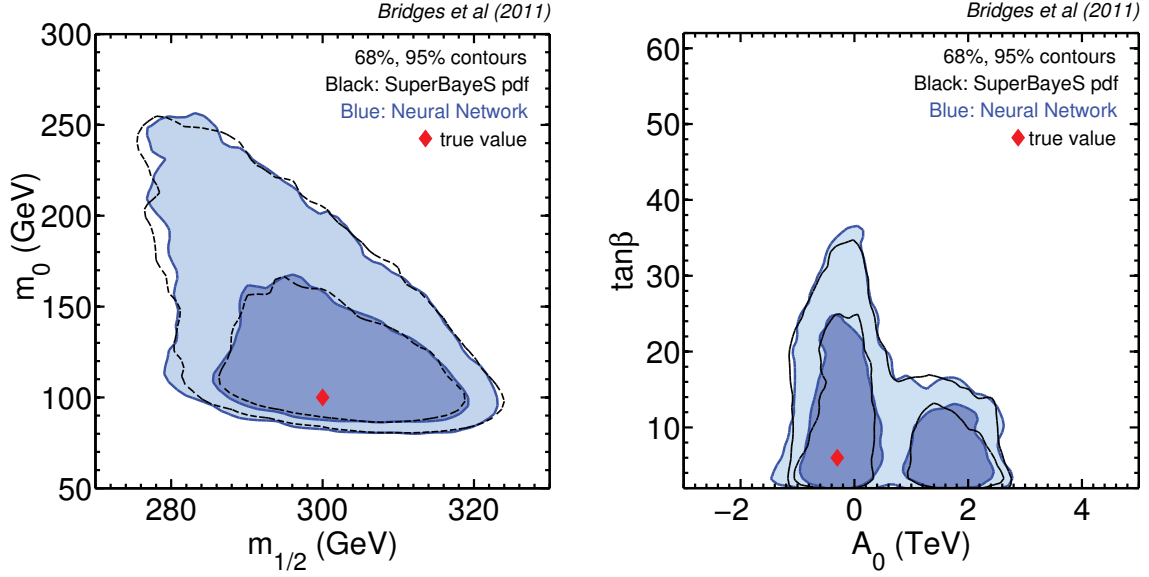 Bridges et al (2011)
300
250
200
150
100
50
m0 (GeV)
280
300
320
m1/2 (GeV)
68%, 95% contours
Black: SuperBayeS pdf
Blue: Neural Network
true value
Bridges et al (2011)
60
50
40
30
20
10
tanβ
−2
0
2
4
A0 (TeV)
68%, 95% contours
Black: SuperBayeS pdf
Blue: Neural Network
true value